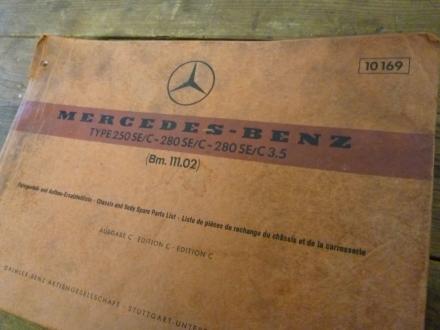 10169
MERCEDES-BENZ
TYPE 250 SE/C - 280 SE/C - 280 SE/C 3.5
(Bm. 111.02)
Fahrgestell- und Aufbau-Ersatzteilliste · Chassis and Body Spare Parts List · Liste de pièces de rechange du châssis et de la carrosserie
AUSGABE C · EDITION C · EDITION C
DAIMLER-BENZ AKTIENGESELLSCHAFT · STUTTGART-UNTER